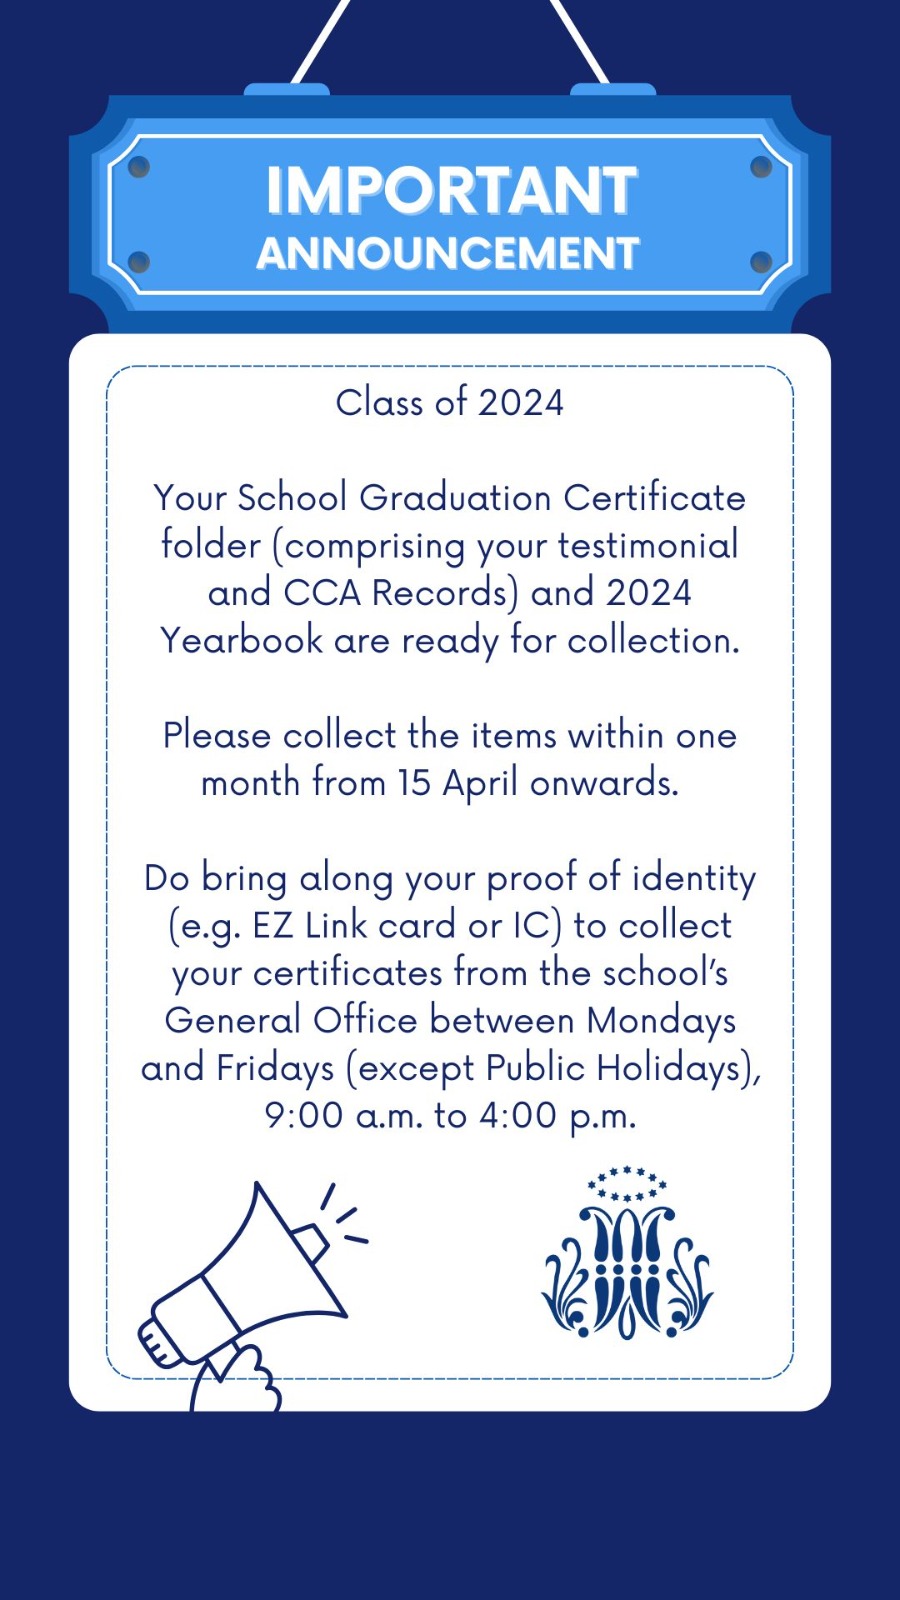 IMPORTANT
ANNOUNCEMENT
Class of 2024
Your School Graduation Certificate
folder (comprising your testimonial
and CCA Records) and 2024
Yearbook are ready for collection.
Please collect the items within one
month from 15 April onwards.
Do bring along your proof of identity
(e.g. EZ Link card or IC) to collect
your certificates from the school’s
General Office between Mondays
and Fridays (except Public Holidays),
9:00 a.m. to 4:00 p.m.